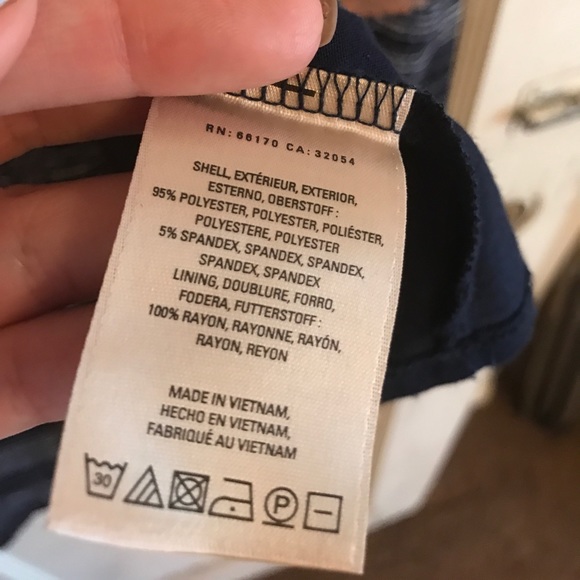 RN: 66170 CA: 32054
SHELL, EXTÉRIEUR, EXTERIOR,
ESTERNO, OBERSTOFF:
95% POLYESTER, POLYESTER, POLIÉSTER,
POLYESTERE, POLYESTER
5% SPANDEX, SPANDEX, SPANDEX,
SPANDEX, SPANDEX
LINING, DOUBLURE, FORRO,
FODERA, FUTTERSTOFF:
100% RAYON, RAYONNE, RAYÓN,
RAYON, REYON
MADE IN VIETNAM,
HECHO EN VIETNAM,
FABRIQUÉ AU VIETNAM
30 P